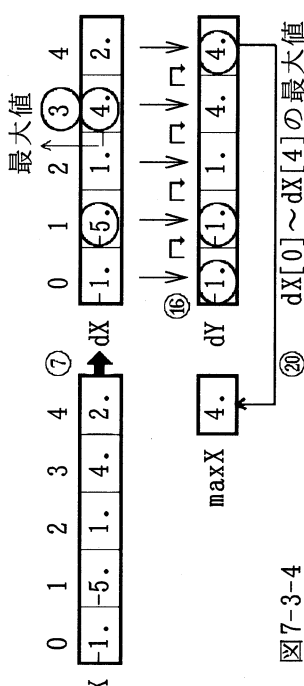 最大値
0 1 2 3 4 ⑦ 0 1 2 3 4
X -1. -5. 1. 4. 2. dX -1. -5. 1. 4. 2.
⑯
maxX 4. dY -1. -1. 1. 4. 4.
⑳ dX[0]～dX[4]の最大値
図7-3-4